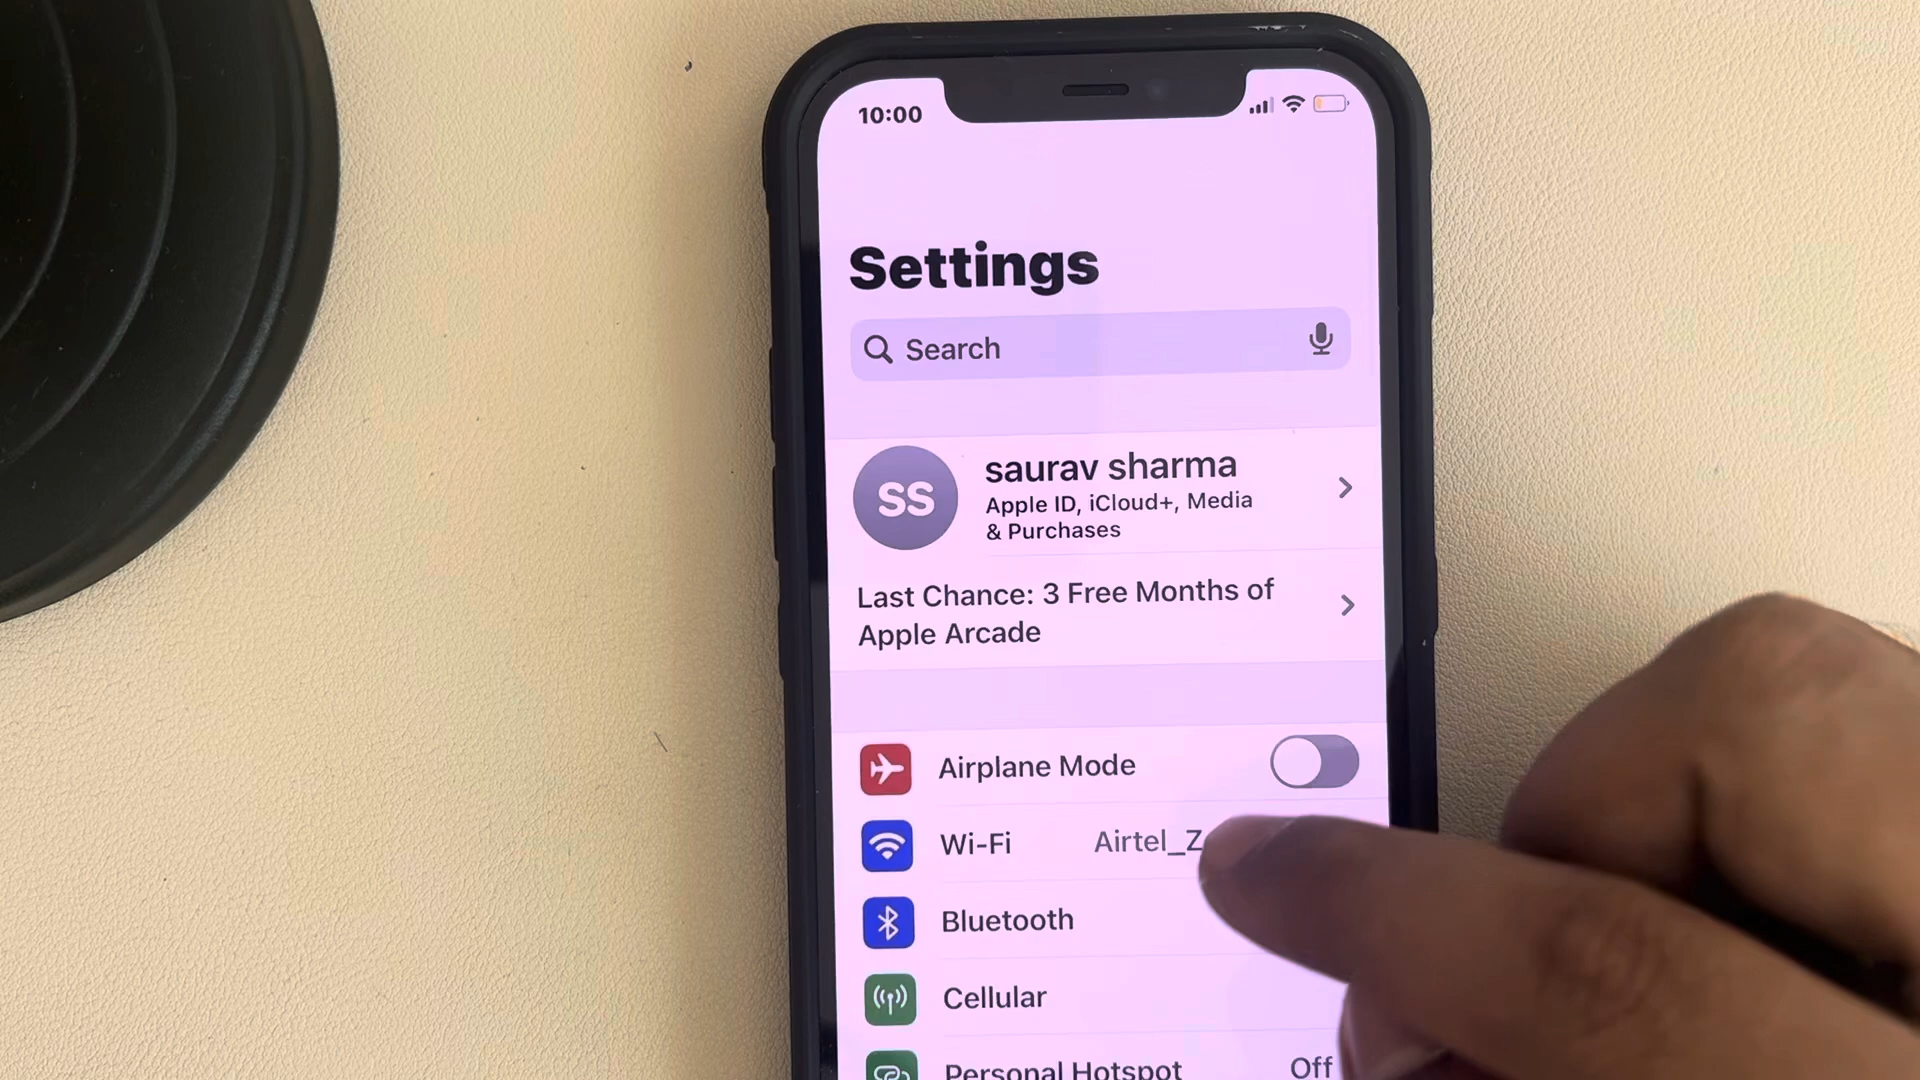 10:00
Settings
Search
SS
saurav sharma
Apple ID, iCloud+, Media
& Purchases
Last Chance: 3 Free Months of
Apple Arcade
Airplane Mode
Wi-Fi Airtel_Z
Bluetooth
Cellular
Personal Hotspot Off